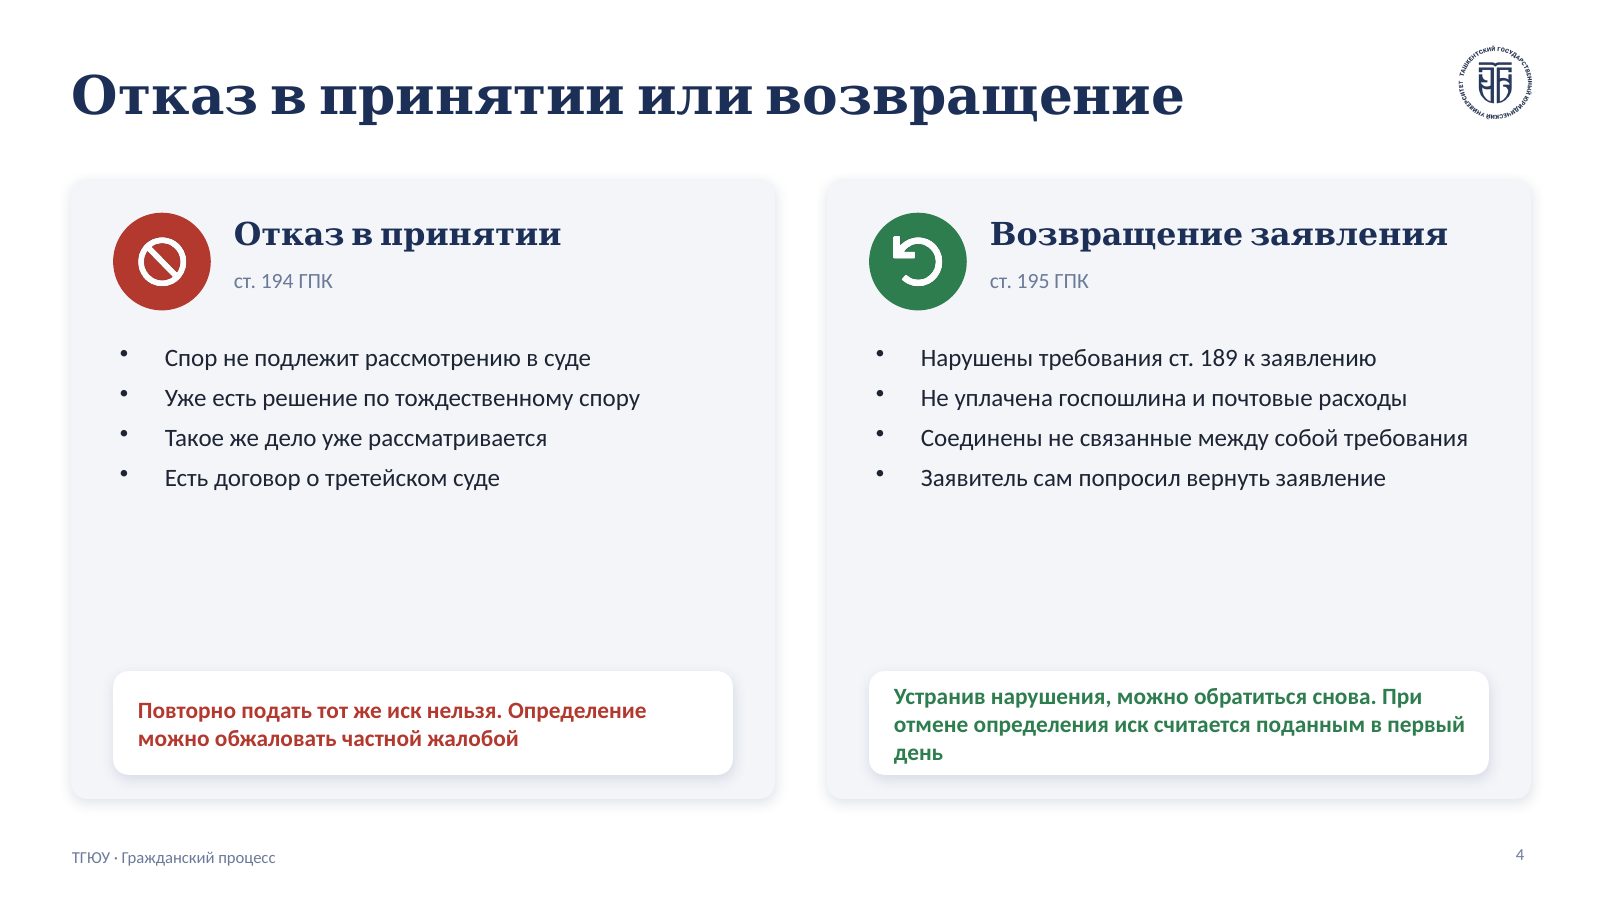 Отказ в принятии или возвращение
ТАШКЕНТСКИЙ ГОСУДАРСТВЕННЫЙ ЮРИДИЧЕСКИЙ УНИВЕРСИТЕТ
Отказ в принятии
ст. 194 ГПК
• Спор не подлежит рассмотрению в суде
• Уже есть решение по тождественному спору
• Такое же дело уже рассматривается
• Есть договор о третейском суде
Повторно подать тот же иск нельзя. Определение
можно обжаловать частной жалобой
Возвращение заявления
ст. 195 ГПК
• Нарушены требования ст. 189 к заявлению
• Не уплачена госпошлина и почтовые расходы
• Соединены не связанные между собой требования
• Заявитель сам попросил вернуть заявление
Устранив нарушения, можно обратиться снова. При
отмене определения иск считается поданным в первый
день
ТГЮУ · Гражданский процесс
4